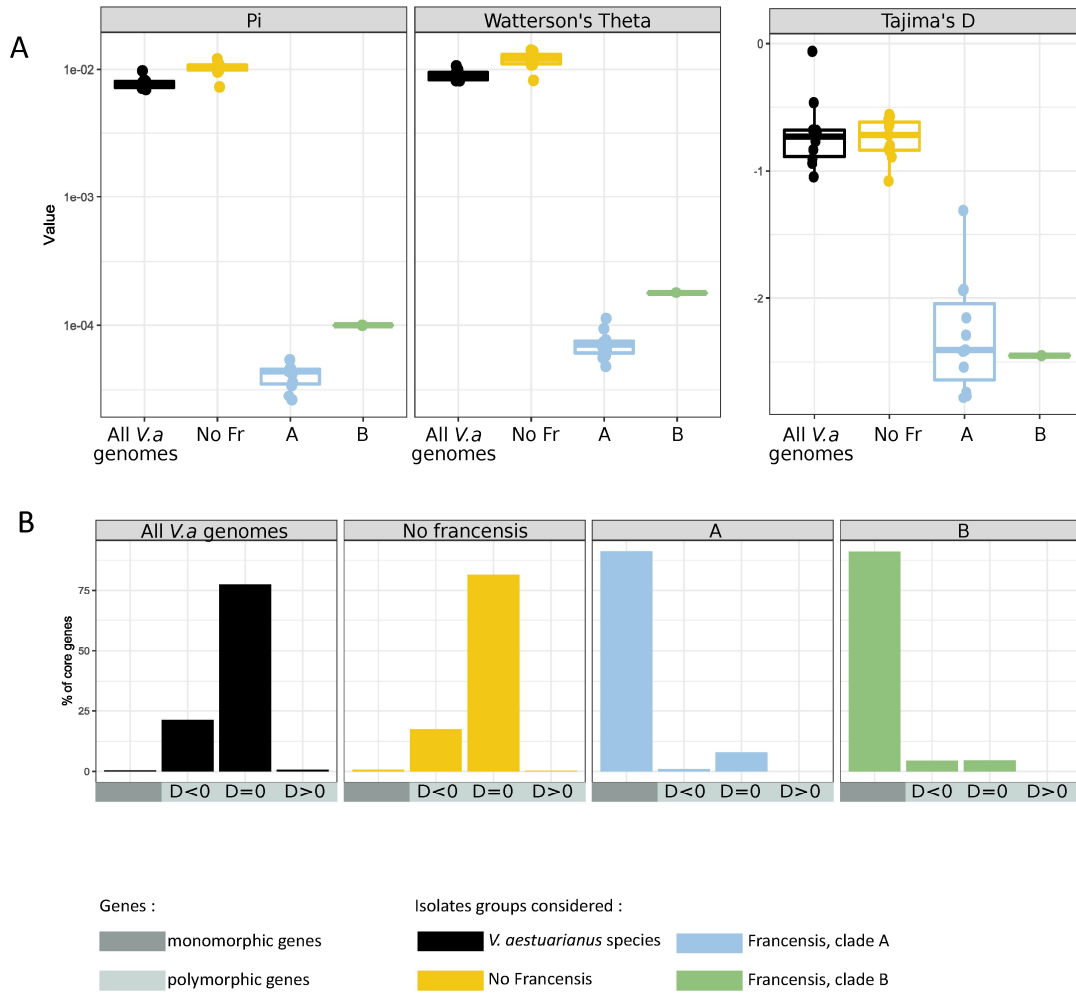 A
Pi
Watterson's Theta
Tajima's D
Value
1e-02
1e-03
1e-04
0
-1
-2
All V.a genomes
No Fr
A
B
All V.a genomes
No Fr
A
B
All V.a genomes
No Fr
A
B
B
All V.a genomes
No francensis
A
B
% of core genes
75
50
25
0
D<0 D=0 D>0
D<0 D=0 D>0
D<0 D=0 D>0
D<0 D=0 D>0
Genes :
monomorphic genes
polymorphic genes
Isolates groups considered :
V. aestuarianus species
No Francensis
Francensis, clade A
Francensis, clade B